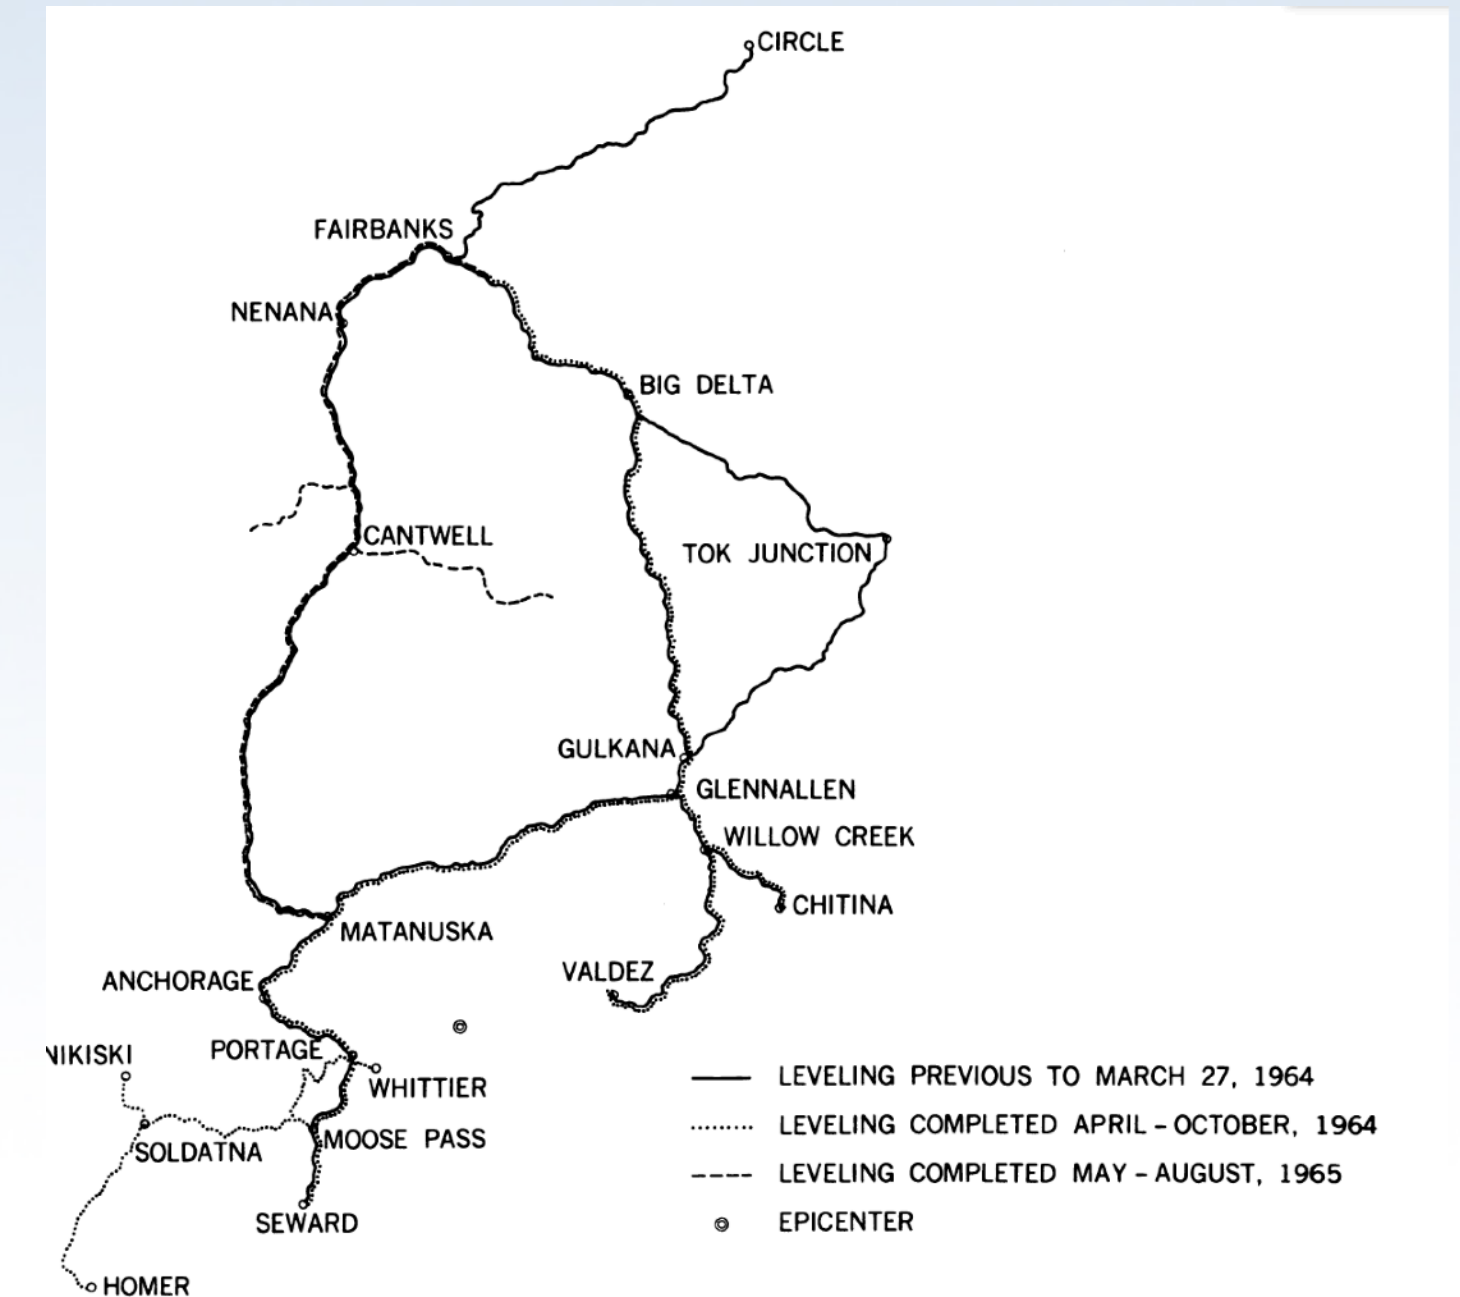 CIRCLE
FAIRBANKS
NENANA
BIG DELTA
CANTWELL
TOK JUNCTION
GULKANA
GLENNALLEN
WILLOW CREEK
CHITINA
MATANUSKA
VALDEZ
ANCHORAGE
PORTAGE
NIKISKI
WHITTIER
MOOSE PASS
SOLDATNA
SEWARD
HOMER
LEVELING PREVIOUS TO MARCH 27, 1964
LEVELING COMPLETED APRIL - OCTOBER, 1964
LEVELING COMPLETED MAY - AUGUST, 1965
EPICENTER